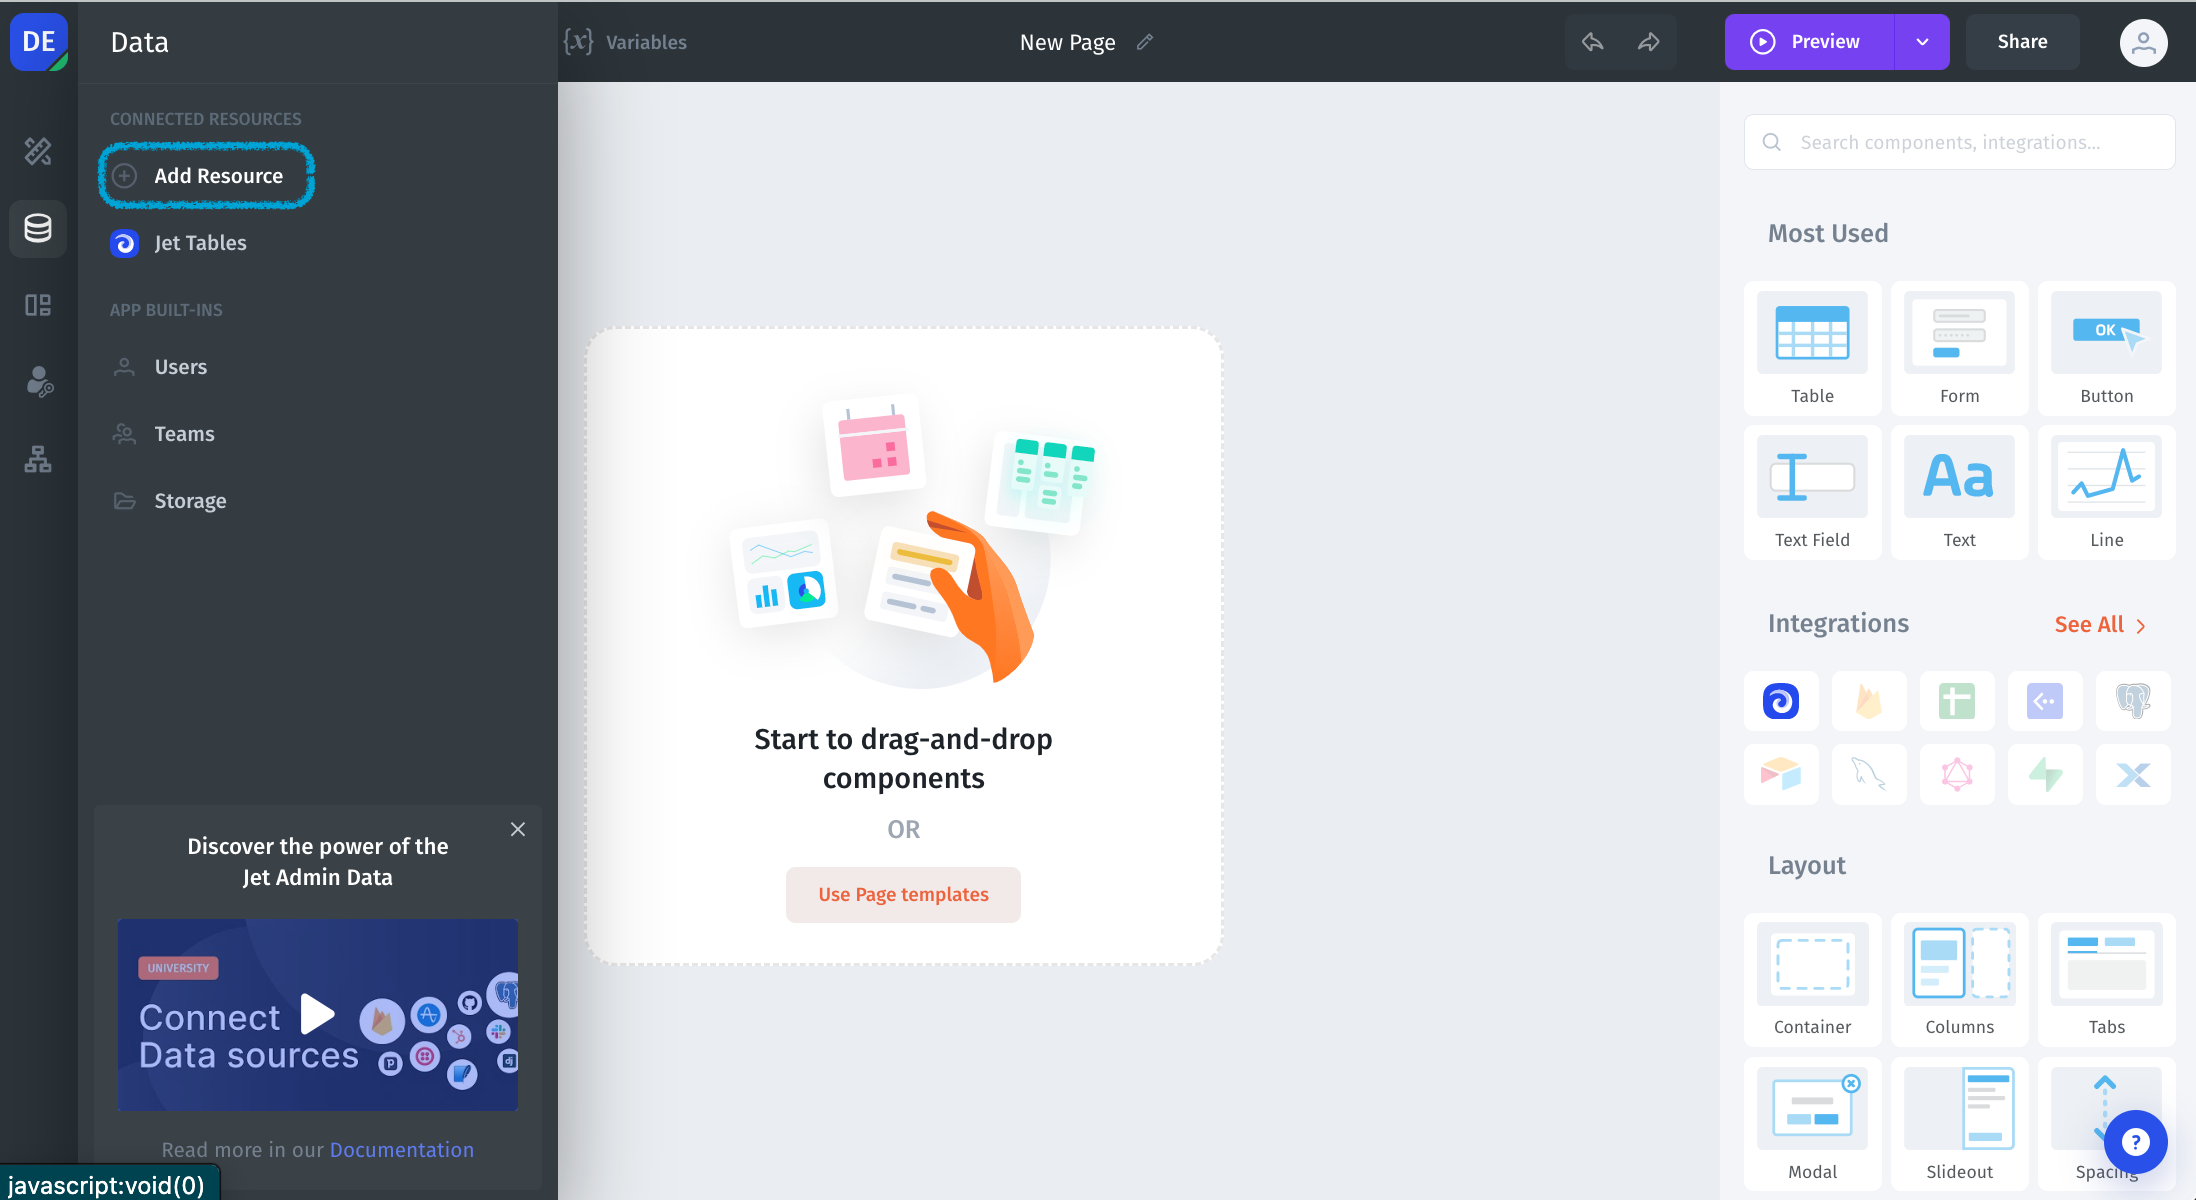 DE
Data
{x} Variables
New Page
Preview
Share
CONNECTED RESOURCES
Add Resource
Jet Tables
APP BUILT-INS
Users
Teams
Storage
Discover the power of the
Jet Admin Data
UNIVERSITY
Connect
Data sources
dj
Read more in our Documentation
javascript:void(0)
Start to drag-and-drop
components
OR
Use Page templates
Search components, integrations...
Most Used
OK
Table
Form
Button
Aa
Text Field
Text
Line
Integrations
See All
Layout
Container
Columns
Tabs
Modal
Slideout
Spacing
?